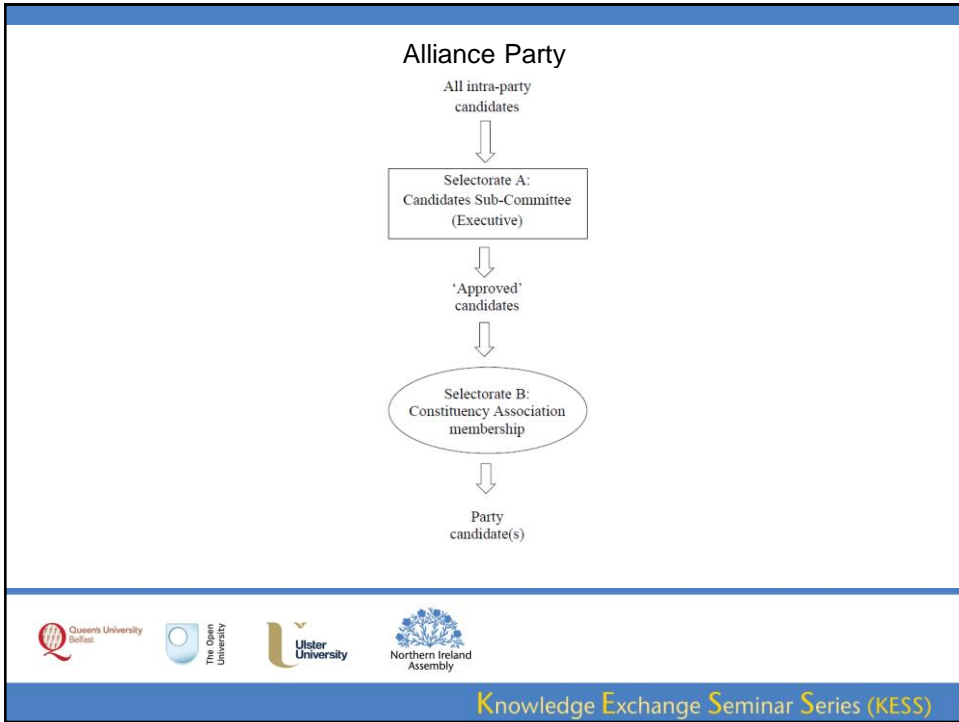 Alliance Party
All intra-party
candidates
Selectorate A:
Candidates Sub-Committee
(Executive)
‘Approved’
candidates
Selectorate B:
Constituency Association
membership
Party
candidate(s)
Queen's University
Belfast
The Open
University
Ulster
University
Northern Ireland
Assembly
Knowledge Exchange Seminar Series (KESS)